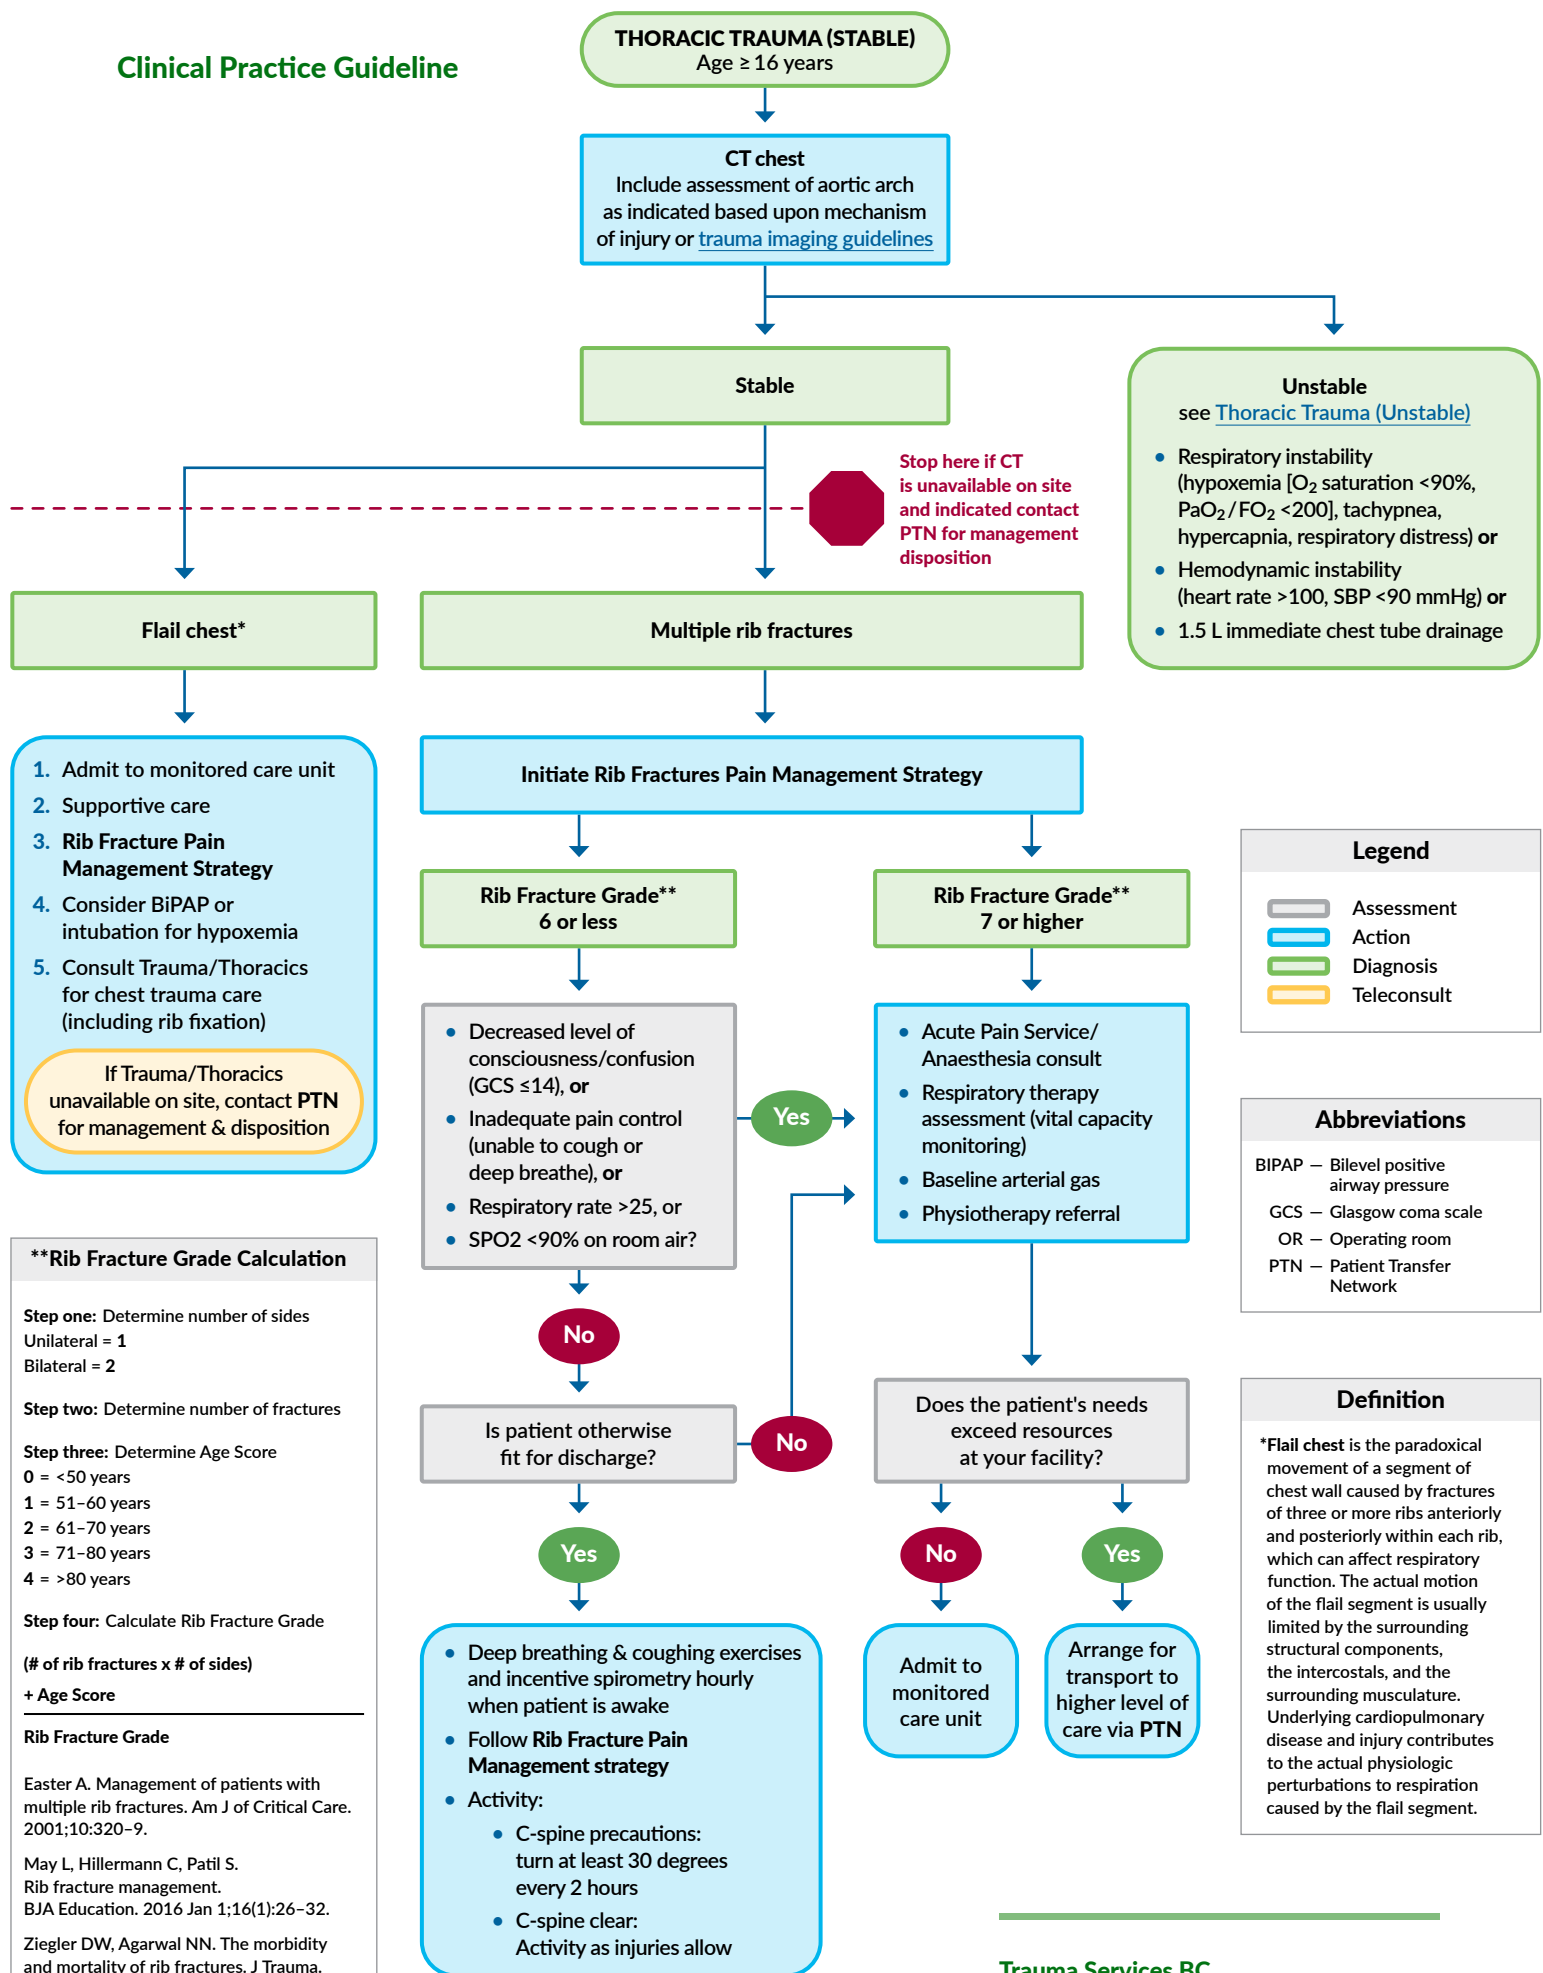 Clinical Practice Guideline
THORACIC TRAUMA (STABLE)
Age ≥ 16 years
CT chest
Include assessment of aortic arch
as indicated based upon mechanism
of injury or trauma imaging guidelines
Stable
Unstable
see Thoracic Trauma (Unstable)
• Respiratory instability
(hypoxemia [O2 saturation <90%,
PaO2/FO2 <200], tachypnea,
hypercapnia, respiratory distress) or
• Hemodynamic instability
(heart rate >100, SBP <90 mmHg) or
• 1.5 L immediate chest tube drainage
Stop here if CT
is unavailable on site
and indicated contact
PTN for management
disposition
Flail chest*
Multiple rib fractures
1. Admit to monitored care unit
2. Supportive care
3. Rib Fracture Pain
Management Strategy
4. Consider BiPAP or
intubation for hypoxemia
5. Consult Trauma/Thoracics
for chest trauma care
(including rib fixation)
If Trauma/Thoracics
unavailable on site, contact PTN
for management & disposition
Initiate Rib Fractures Pain Management Strategy
Rib Fracture Grade**
6 or less
Rib Fracture Grade**
7 or higher
• Decreased level of
consciousness/confusion
(GCS ≤14), or
• Inadequate pain control
(unable to cough or
deep breathe), or
• Respiratory rate >25, or
• SPO2 <90% on room air?
Yes
• Acute Pain Service/
Anaesthesia consult
• Respiratory therapy
assessment (vital capacity
monitoring)
• Baseline arterial gas
• Physiotherapy referral
No
Is patient otherwise
fit for discharge?
No
Does the patient's needs
exceed resources
at your facility?
Yes
No
Yes
• Deep breathing & coughing exercises
and incentive spirometry hourly
when patient is awake
• Follow Rib Fracture Pain
Management strategy
• Activity:
• C-spine precautions:
turn at least 30 degrees
every 2 hours
• C-spine clear:
Activity as injuries allow
Admit to
monitored
care unit
Arrange for
transport to
higher level of
care via PTN
Legend
Assessment
Action
Diagnosis
Teleconsult
Abbreviations
BIPAP — Bilevel positive
airway pressure
GCS — Glasgow coma scale
OR — Operating room
PTN — Patient Transfer
Network
Definition
*Flail chest is the paradoxical
movement of a segment of
chest wall caused by fractures
of three or more ribs anteriorly
and posteriorly within each rib,
which can affect respiratory
function. The actual motion
of the flail segment is usually
limited by the surrounding
structural components,
the intercostals, and the
surrounding musculature.
Underlying cardiopulmonary
disease and injury contributes
to the actual physiologic
perturbations to respiration
caused by the flail segment.
**Rib Fracture Grade Calculation
Step one: Determine number of sides
Unilateral = 1
Bilateral = 2
Step two: Determine number of fractures
Step three: Determine Age Score
0 = <50 years
1 = 51–60 years
2 = 61–70 years
3 = 71–80 years
4 = >80 years
Step four: Calculate Rib Fracture Grade
(# of rib fractures x # of sides)
+ Age Score
Rib Fracture Grade
Easter A. Management of patients with
multiple rib fractures. Am J of Critical Care.
2001;10:320–9.
May L, Hillermann C, Patil S.
Rib fracture management.
BJA Education. 2016 Jan 1;16(1):26–32.
Ziegler DW, Agarwal NN. The morbidity
and mortality of rib fractures. J Trauma.
Trauma Services BC